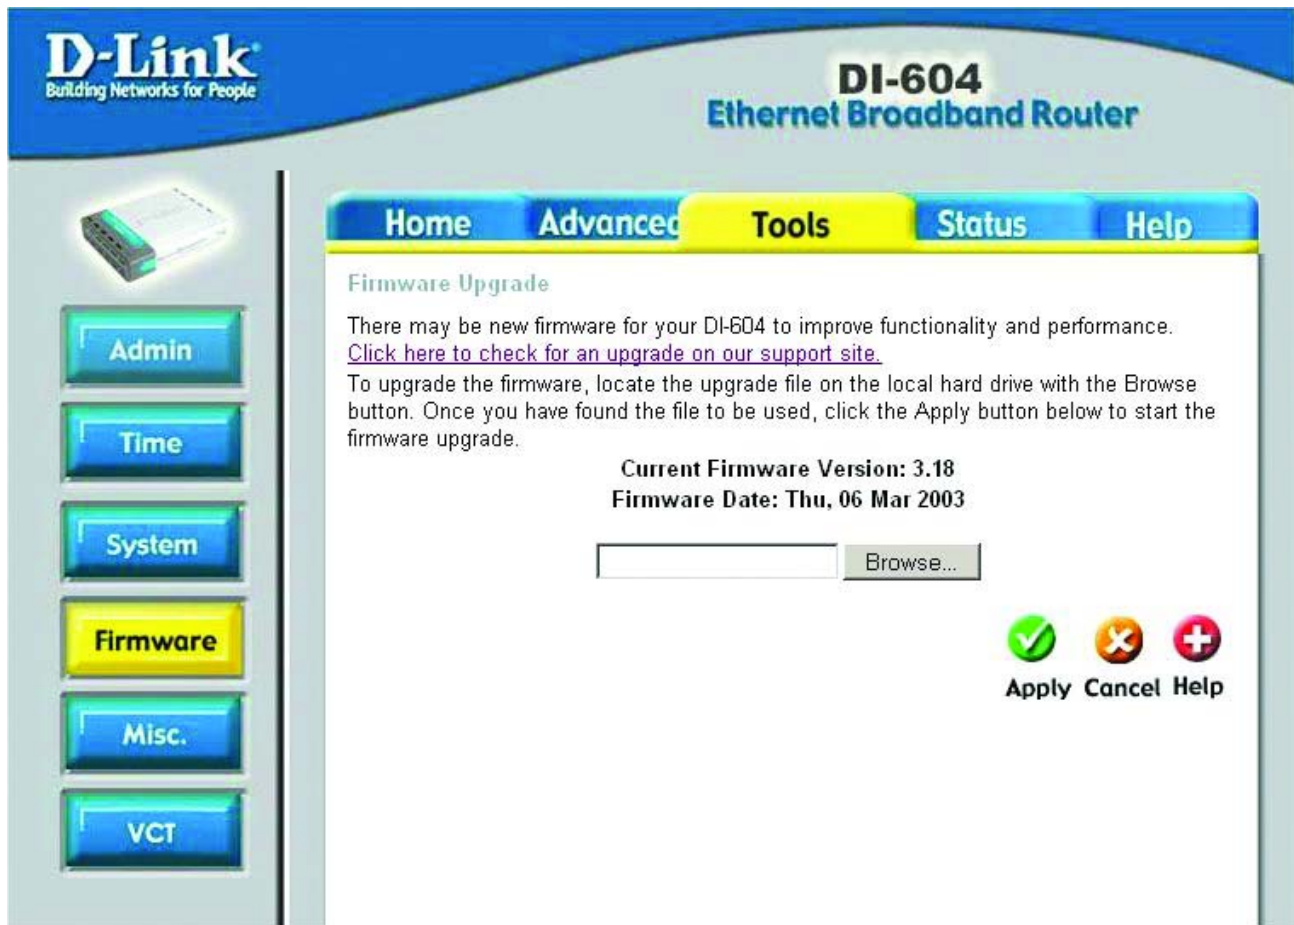 D-Link
Building Networks for People
DI-604
Ethernet Broadband Router
Home
Advanced
Tools
Status
Help
Admin
Time
System
Firmware
Misc.
VCT
Firmware Upgrade
There may be new firmware for your DI-604 to improve functionality and performance.
Click here to check for an upgrade on our support site.
To upgrade the firmware, locate the upgrade file on the local hard drive with the Browse
button. Once you have found the file to be used, click the Apply button below to start the
firmware upgrade.
Current Firmware Version: 3.18
Firmware Date: Thu, 06 Mar 2003
Browse...
Apply
Cancel
Help